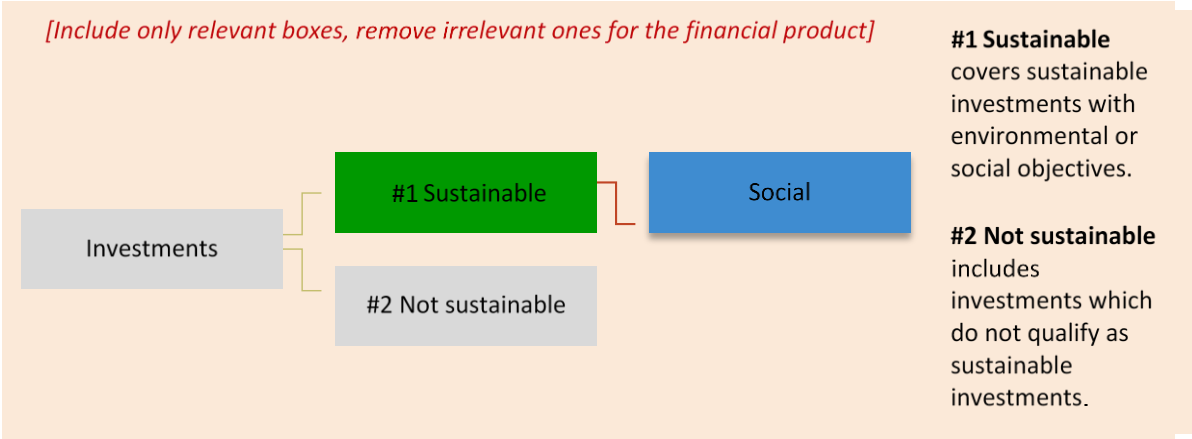 [Include only relevant boxes, remove irrelevant ones for the financial product]
#1 Sustainable
covers sustainable
investments with
environmental or
social objectives.
#1 Sustainable
Social
Investments
#2 Not sustainable
#2 Not sustainable
includes
investments which
do not qualify as
sustainable
investments.